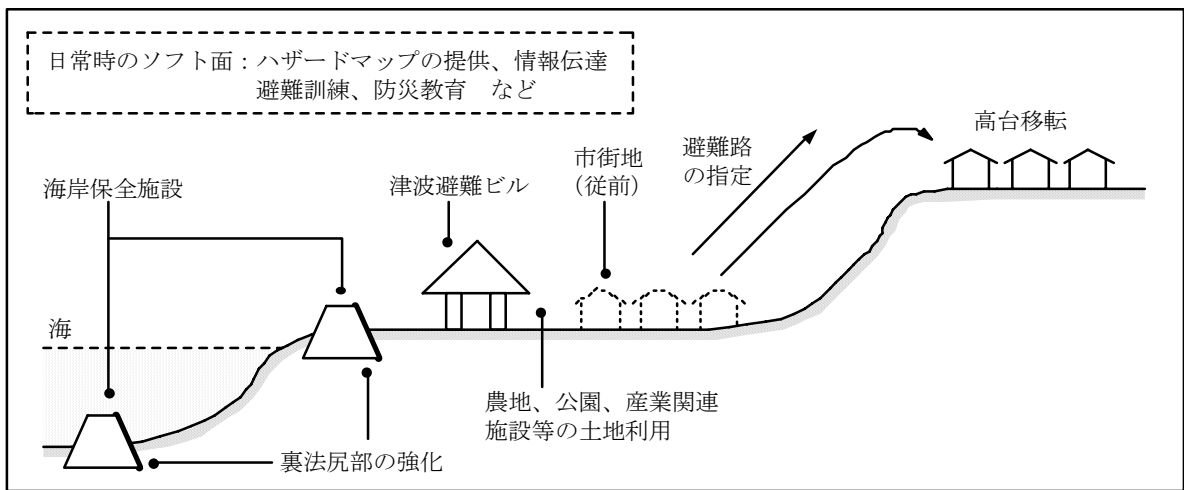 日常時のソフト面：ハザードマップの提供、情報伝達
避難訓練、防災教育　など
高台移転
避難路
の指定
市街地
(従前)
津波避難ビル
海岸保全施設
海
農地、公園、産業関連
施設等の土地利用
裏法尻部の強化